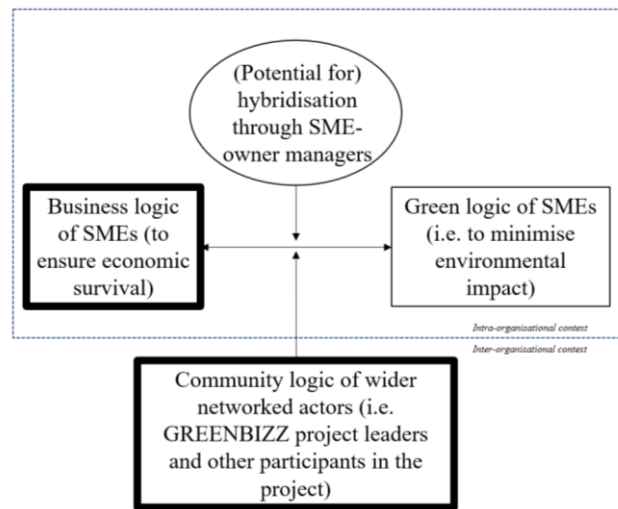 (Potential for)
hybridisation
through SME-
owner managers
Business logic
of SMEs (to
ensure economic
survival)
Green logic of SMEs
(i.e. to minimise
environmental
impact)
Intra-organisational context
Inter-organisational context
Community logic of wider
networked actors (i.e.
GREENBIZZ project leaders
and other participants in the
project)